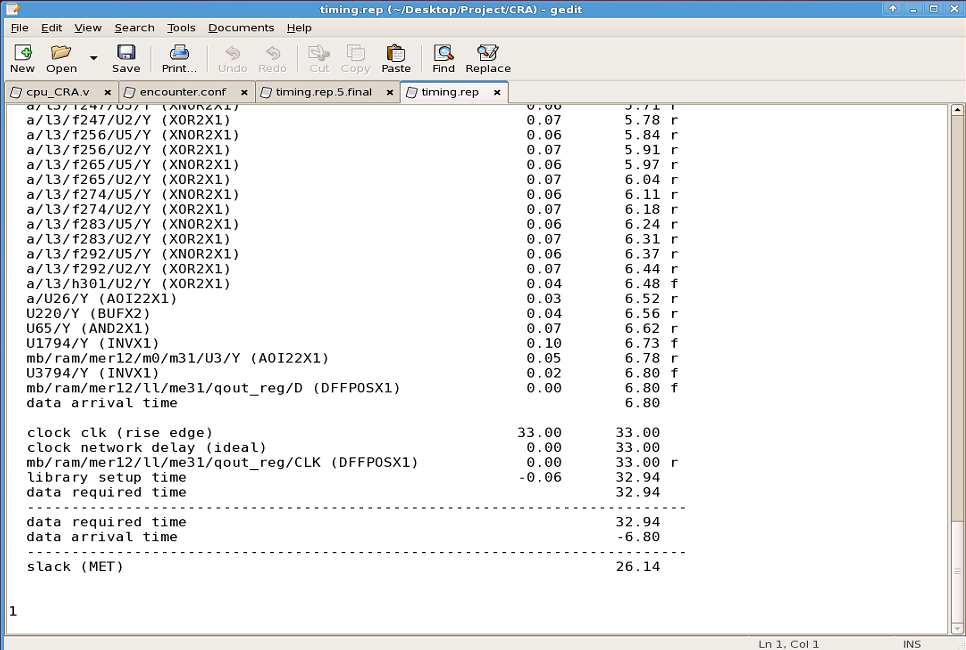 timing.rep (~/Desktop/Project/CRA) - gedit
File Edit View Search Tools Documents Help
New Open Save Print... Undo Redo Cut Copy Paste Find Replace
cpu_CRA.v encounter.conf timing.rep.5.final timing.rep
a/l3/f247/U5/Y (XNOR2X1) 0.06 5.71 r
a/l3/f247/U2/Y (XOR2X1) 0.07 5.78 r
a/l3/f256/U5/Y (XNOR2X1) 0.06 5.84 r
a/l3/f256/U2/Y (XOR2X1) 0.07 5.91 r
a/l3/f265/U5/Y (XNOR2X1) 0.06 5.97 r
a/l3/f265/U2/Y (XOR2X1) 0.07 6.04 r
a/l3/f274/U5/Y (XNOR2X1) 0.06 6.11 r
a/l3/f274/U2/Y (XOR2X1) 0.07 6.18 r
a/l3/f283/U5/Y (XNOR2X1) 0.06 6.24 r
a/l3/f283/U2/Y (XOR2X1) 0.07 6.31 r
a/l3/f292/U5/Y (XNOR2X1) 0.06 6.37 r
a/l3/f292/U2/Y (XOR2X1) 0.07 6.44 r
a/l3/h301/U2/Y (XOR2X1) 0.04 6.48 f
a/U26/Y (AOI22X1) 0.03 6.52 r
U220/Y (BUFX2) 0.04 6.56 r
U65/Y (AND2X1) 0.07 6.62 r
U1794/Y (INVX1) 0.10 6.73 f
mb/ram/mer12/m0/m31/U3/Y (AOI22X1) 0.05 6.78 r
U3794/Y (INVX1) 0.02 6.80 f
mb/ram/mer12/ll/me31/qout_reg/D (DFFPOSX1) 0.00 6.80 f
data arrival time 6.80
clock clk (rise edge) 33.00 33.00
clock network delay (ideal) 0.00 33.00
mb/ram/mer12/ll/me31/qout_reg/CLK (DFFPOSX1) 0.00 33.00 r
library setup time -0.06 32.94
data required time 32.94
--------------------------------------------------------------------------
data required time 32.94
data arrival time -6.80
--------------------------------------------------------------------------
slack (MET) 26.14
1
Ln 1, Col 1 INS